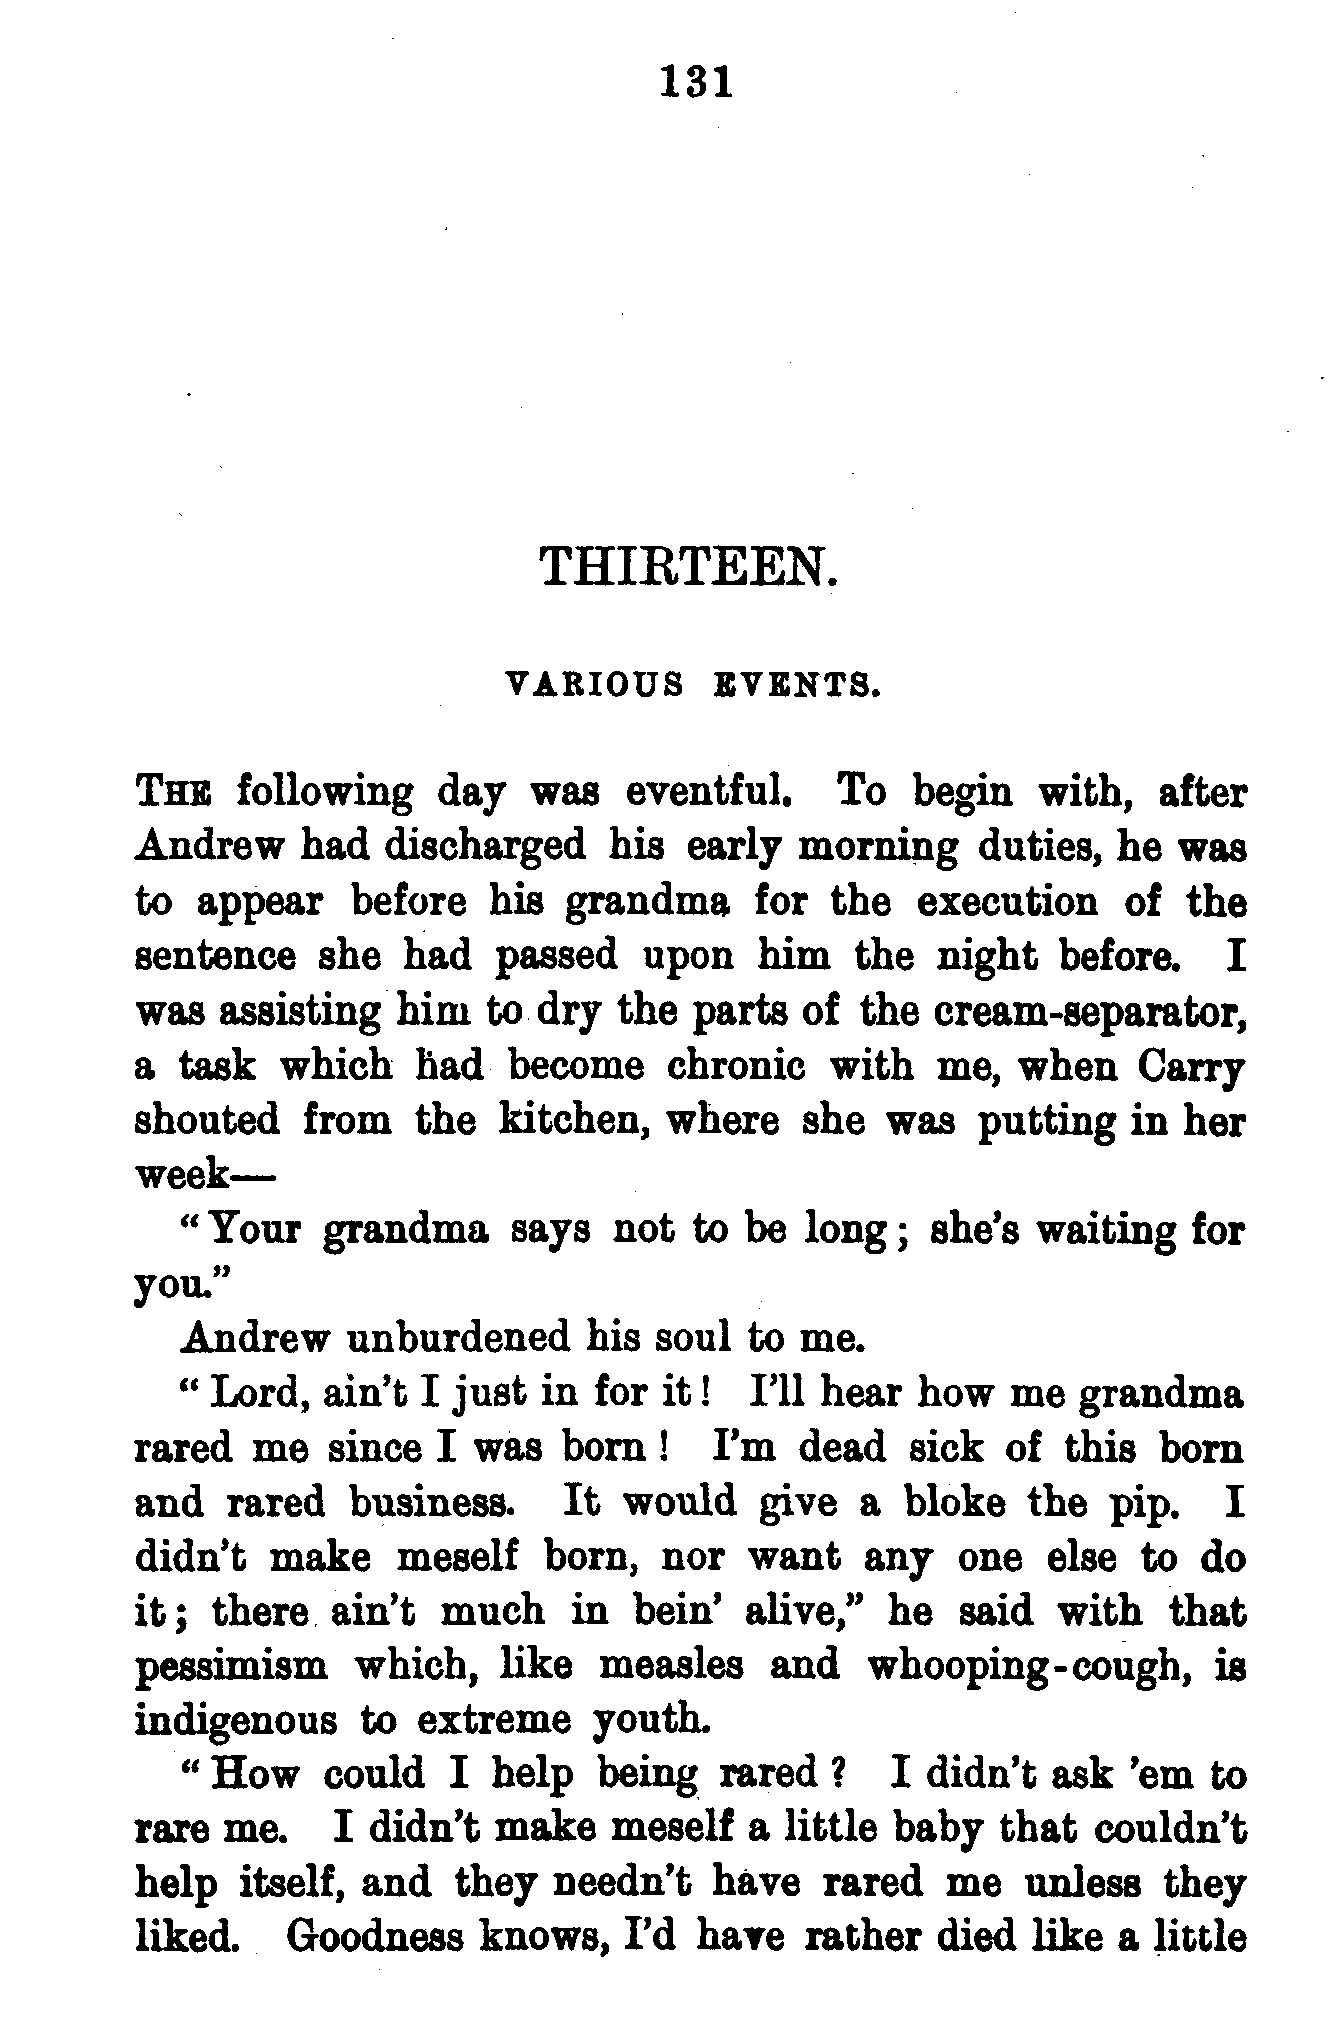 131
THIRTEEN.
VARIOUS EVENTS.
THE following day was eventful. To begin with, after
Andrew had discharged his early morning duties, he was
to appear before his grandma for the execution of the
sentence she had passed upon him the night before. I
was assisting him to dry the parts of the cream-separator,
a task which had become chronic with me, when Carry
shouted from the kitchen, where she was putting in her
week—
“Your grandma says not to be long; she's waiting for
you.”
Andrew unburdened his soul to me.
“Lord, ain't I just in for it! I'll hear how me grandma
rared me since I was born! I'm dead sick of this born
and rared business. It would give a bloke the pip. I
didn't make meself born, nor want any one else to do
it; there ain't much in bein' alive,” he said with that
pessimism which, like measles and whooping-cough, is
indigenous to extreme youth.
“How could I help being rared? I didn't ask 'em to
rare me. I didn't make meself a little baby that couldn't
help itself, and they needn't have rared me unless they
liked. Goodness knows, I'd have rather died like a little